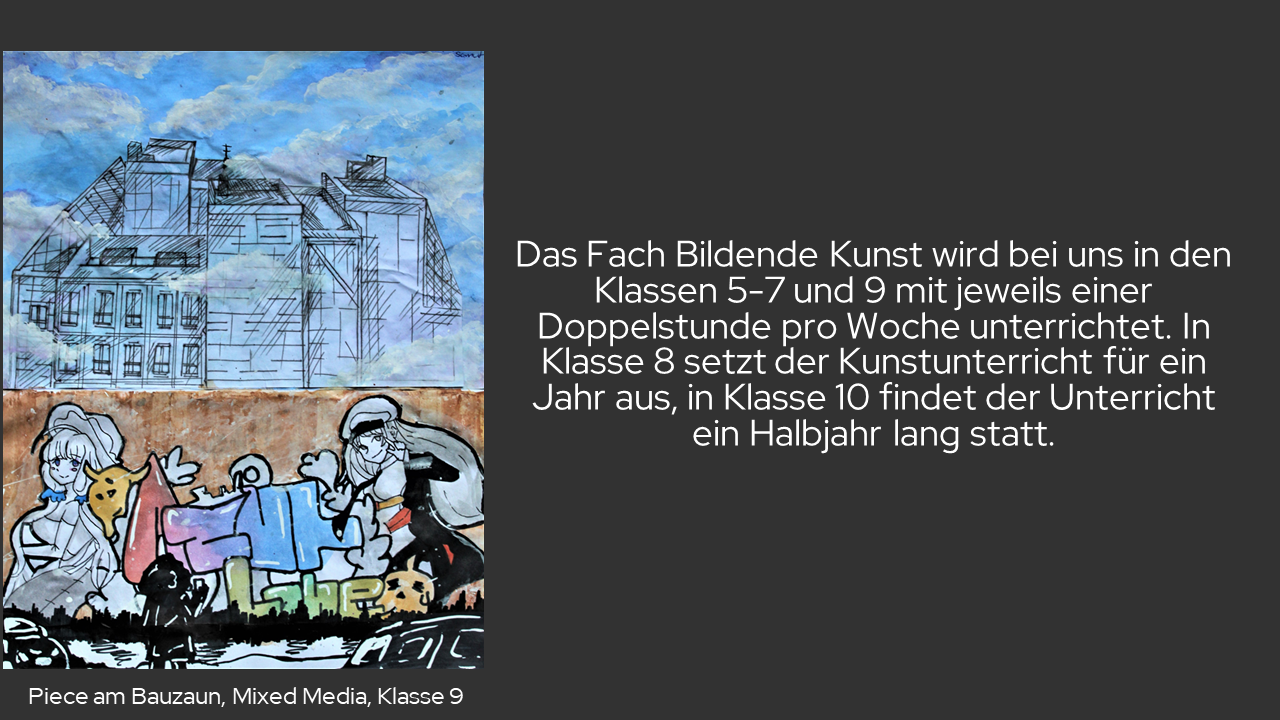 Das Fach Bildende Kunst wird bei uns in den
Klassen 5-7 und 9 mit jeweils einer
Doppelstunde pro Woche unterrichtet. In
Klasse 8 setzt der Kunstunterricht für ein
Jahr aus, in Klasse 10 findet der Unterricht
ein Halbjahr lang statt.
Piece am Bauzaun, Mixed Media, Klasse 9